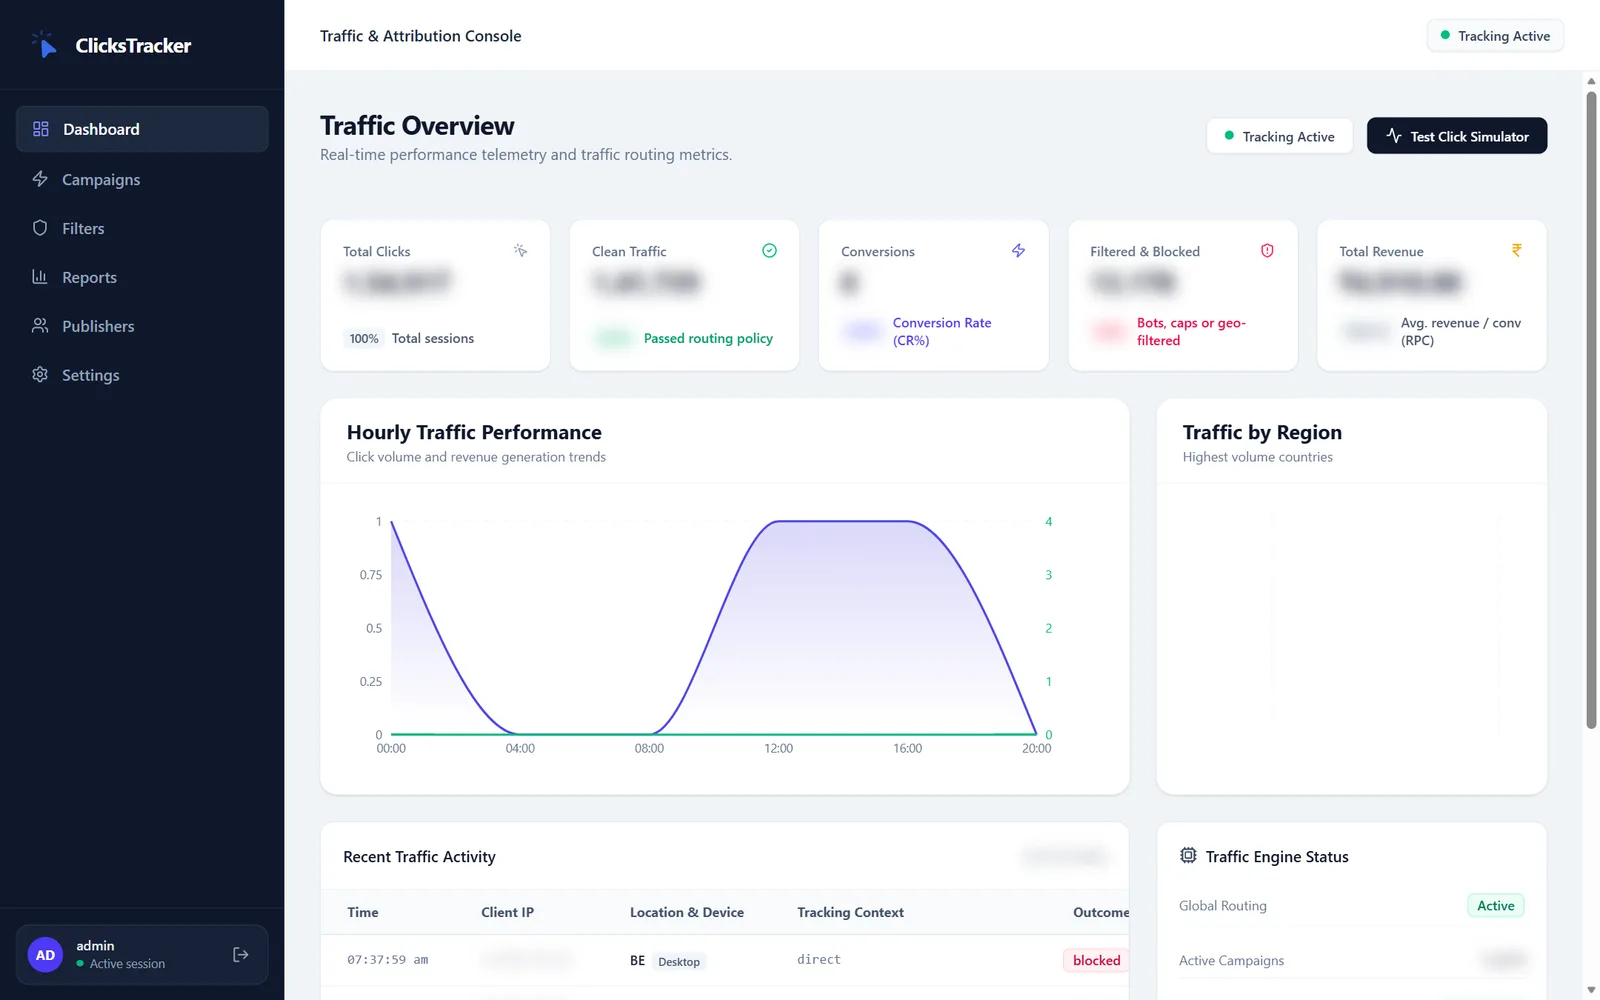 ClicksTracker
Traffic & Attribution Console
Tracking Active
Dashboard
Campaigns
Filters
Reports
Publishers
Settings
Traffic Overview
Real-time performance telemetry and traffic routing metrics.
Tracking Active
Test Click Simulator
Total Clicks
100% Total sessions
Clean Traffic
Passed routing policy
Conversions
Conversion Rate
(CR%)
Filtered & Blocked
Bots, caps or geo-
filtered
Total Revenue
₹
Avg. revenue / conv
(RPC)
Hourly Traffic Performance
Click volume and revenue generation trends
1
0.75
0.5
0.25
0
4
3
2
1
0
00:00 04:00 08:00 12:00 16:00 20:00
Traffic by Region
Highest volume countries
Recent Traffic Activity
Time Client IP Location & Device Tracking Context Outcome
07:37:59 am BE Desktop direct blocked
Traffic Engine Status
Global Routing Active
Active Campaigns
AD
admin
Active session